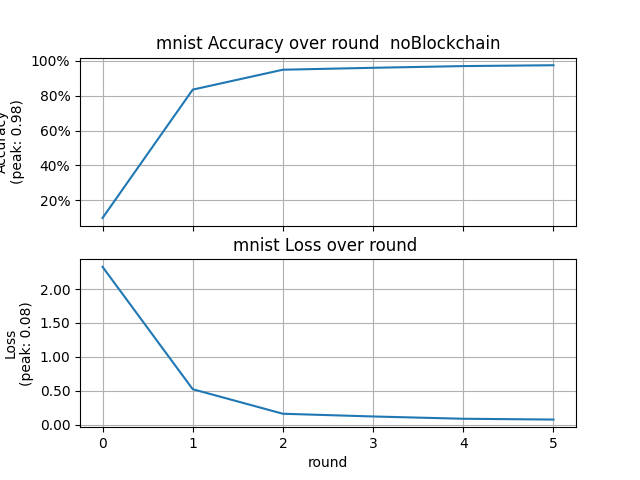 mnist Accuracy over round  noBlockchain
Accuracy
(peak: 0.98)
100%
80%
60%
40%
20%
mnist Loss over round
Loss
(peak: 0.08)
2.00
1.50
1.00
0.50
0.00
0 1 2 3 4 5
round